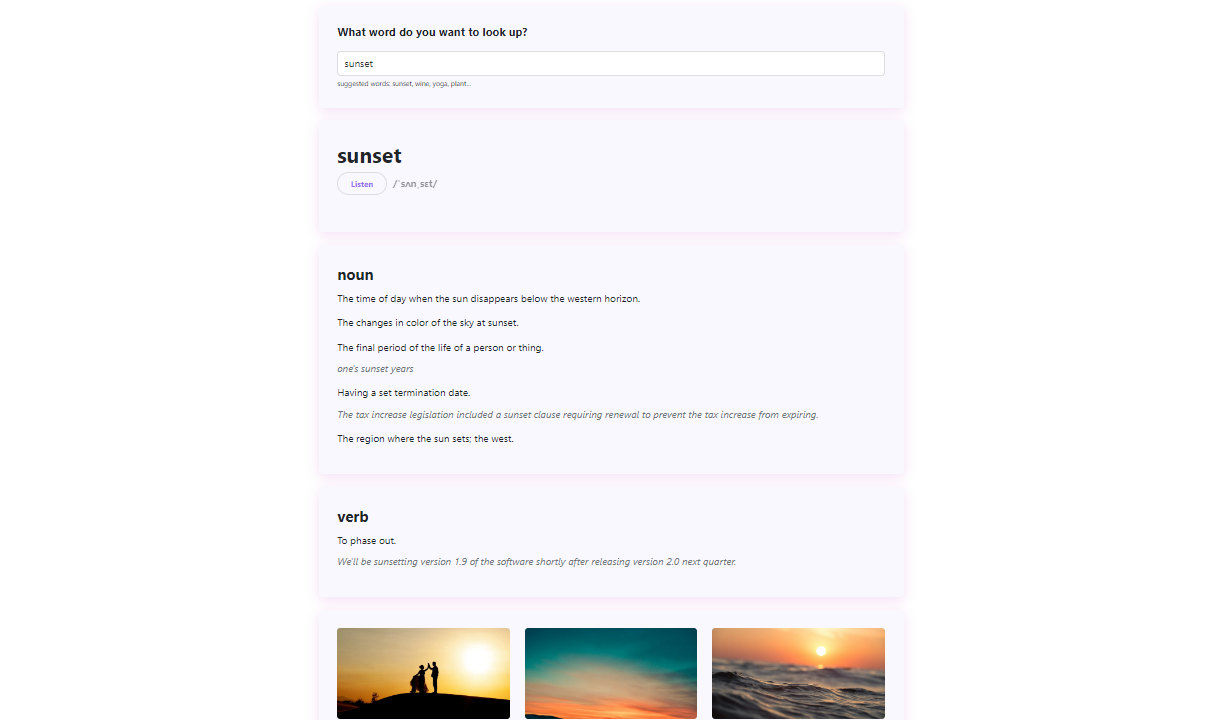 What word do you want to look up?
sunset
suggested words: sunset, wine, yoga, plant...
sunset
Listen /ˈsʌnˌsɛt/
noun
The time of day when the sun disappears below the western horizon.
The changes in color of the sky at sunset.
The final period of the life of a person or thing.
one's sunset years
Having a set termination date.
The tax increase legislation included a sunset clause requiring renewal to prevent the tax increase from expiring.
The region where the sun sets; the west.
verb
To phase out.
We'll be sunsetting version 1.9 of the software shortly after releasing version 2.0 next quarter.